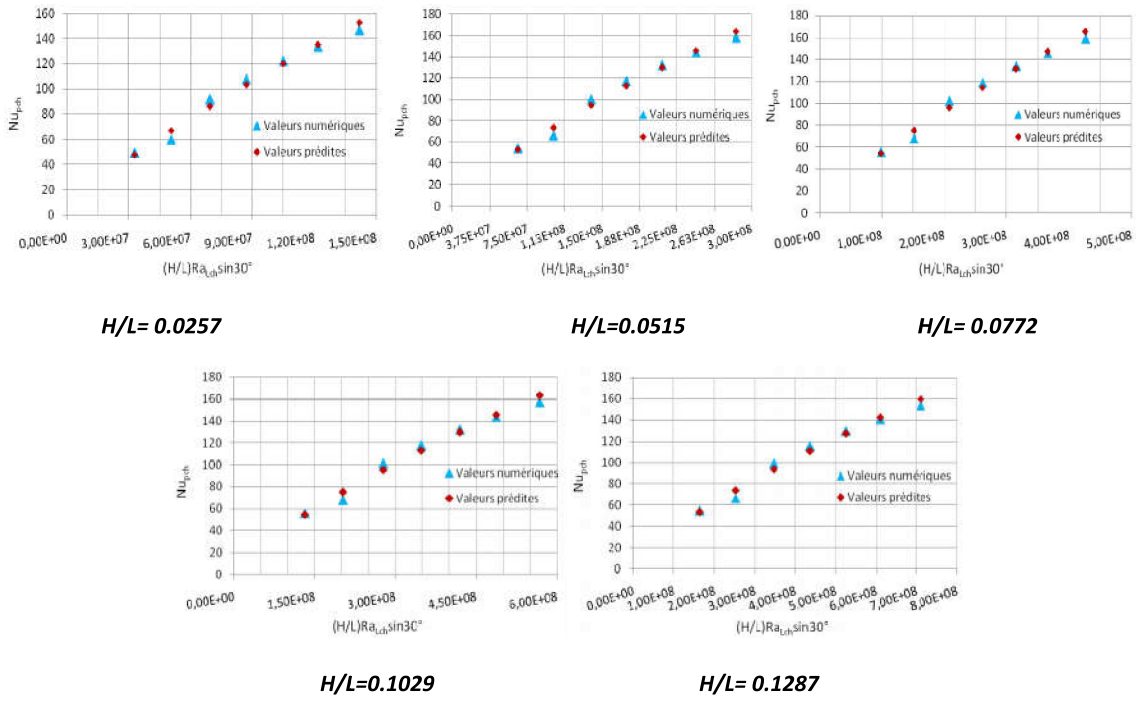 160
140
120
100
80
60
40
20
0
Nu_pch
Valeurs numériques
Valeurs prédites
0,00E+00 3,00E+07 6,00E+07 9,00E+07 1,20E+08 1,50E+08
(H/L)Ra_Lch sin30°
H/L= 0.0257
180
160
140
120
100
80
60
40
20
0
Nu_pch
Valeurs numériques
Valeurs prédites
0,00E+00 3,75E+07 7,50E+07 1,13E+08 1,50E+08 1,88E+08 2,25E+08 2,63E+08 3,00E+08
(H/L)Ra_Lch sin30°
H/L=0.0515
180
160
140
120
100
80
60
40
20
0
Nu_pch
Valeurs numériques
Valeurs prédites
0,00E+00 1,00E+08 2,00E+08 3,00E+08 4,00E+08 5,00E+08
(H/L)Ra_Lch sin30°
H/L= 0.0772
180
160
140
120
100
80
60
40
20
0
Nu_pch
Valeurs numériques
Valeurs prédites
0,00E+00 1,50E+08 3,00E+08 4,50E+08 6,00E+08
(H/L)Ra_Lch sin30°
H/L=0.1029
180
160
140
120
100
80
60
40
20
0
Nu_pch
Valeurs numériques
Valeurs prédites
0,00E+00 1,00E+08 2,00E+08 3,00E+08 4,00E+08 5,00E+08 6,00E+08 7,00E+08 8,00E+08
(H/L)Ra_Lch sin30°
H/L= 0.1287